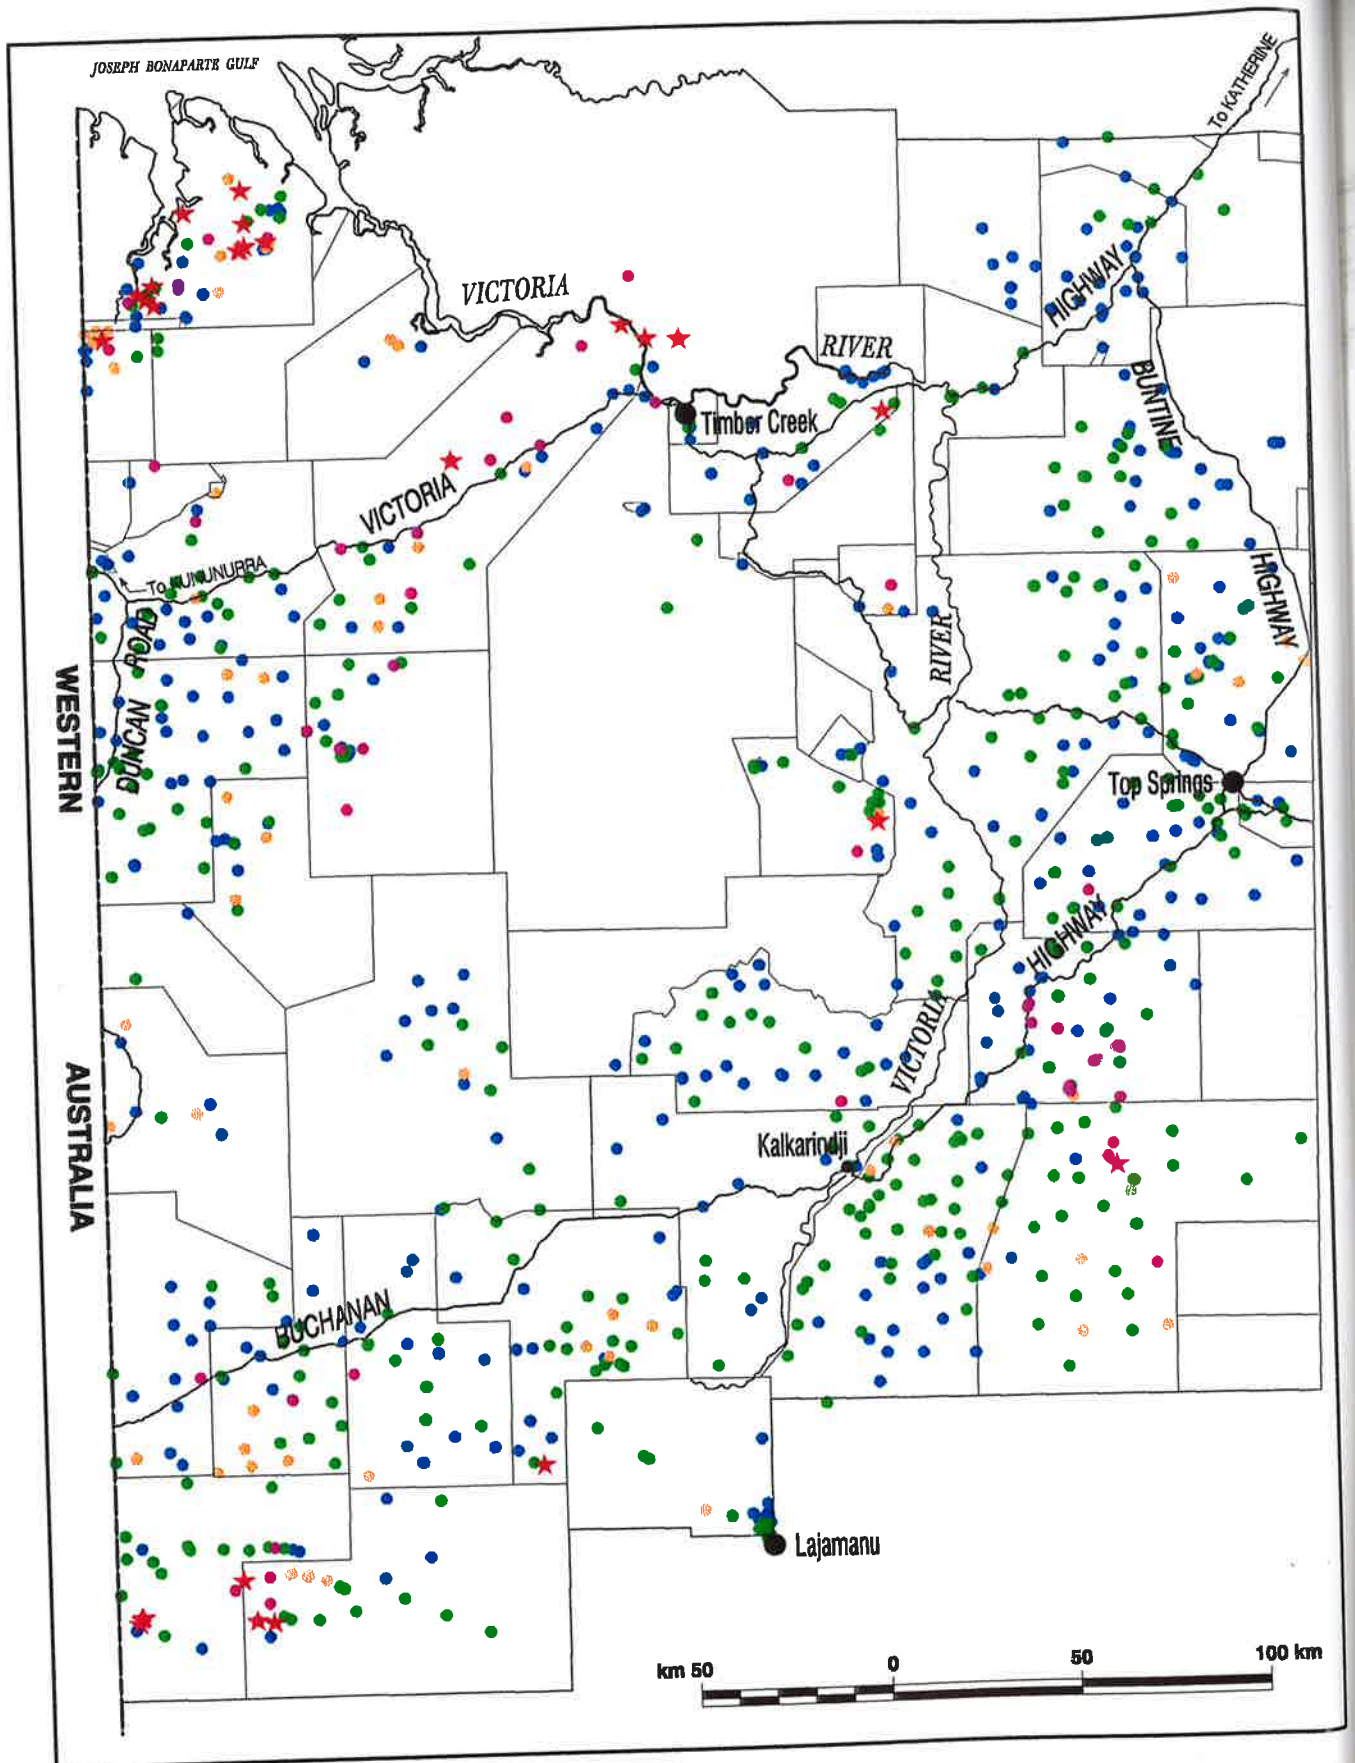 JOSEPH BONAPARTE GULF
To KATHERINE
VICTORIA
RIVER
HIGHWAY
BUNTINE
Timber Creek
VICTORIA
To KUNUNURRA
HIGHWAY
DUNCAN ROAD
RIVER
WESTERN
Top Springs
HIGHWAY
VICTORIA
AUSTRALIA
Kalkarindji
BUCHANAN
Lajamanu
km 50 0 50 100 km